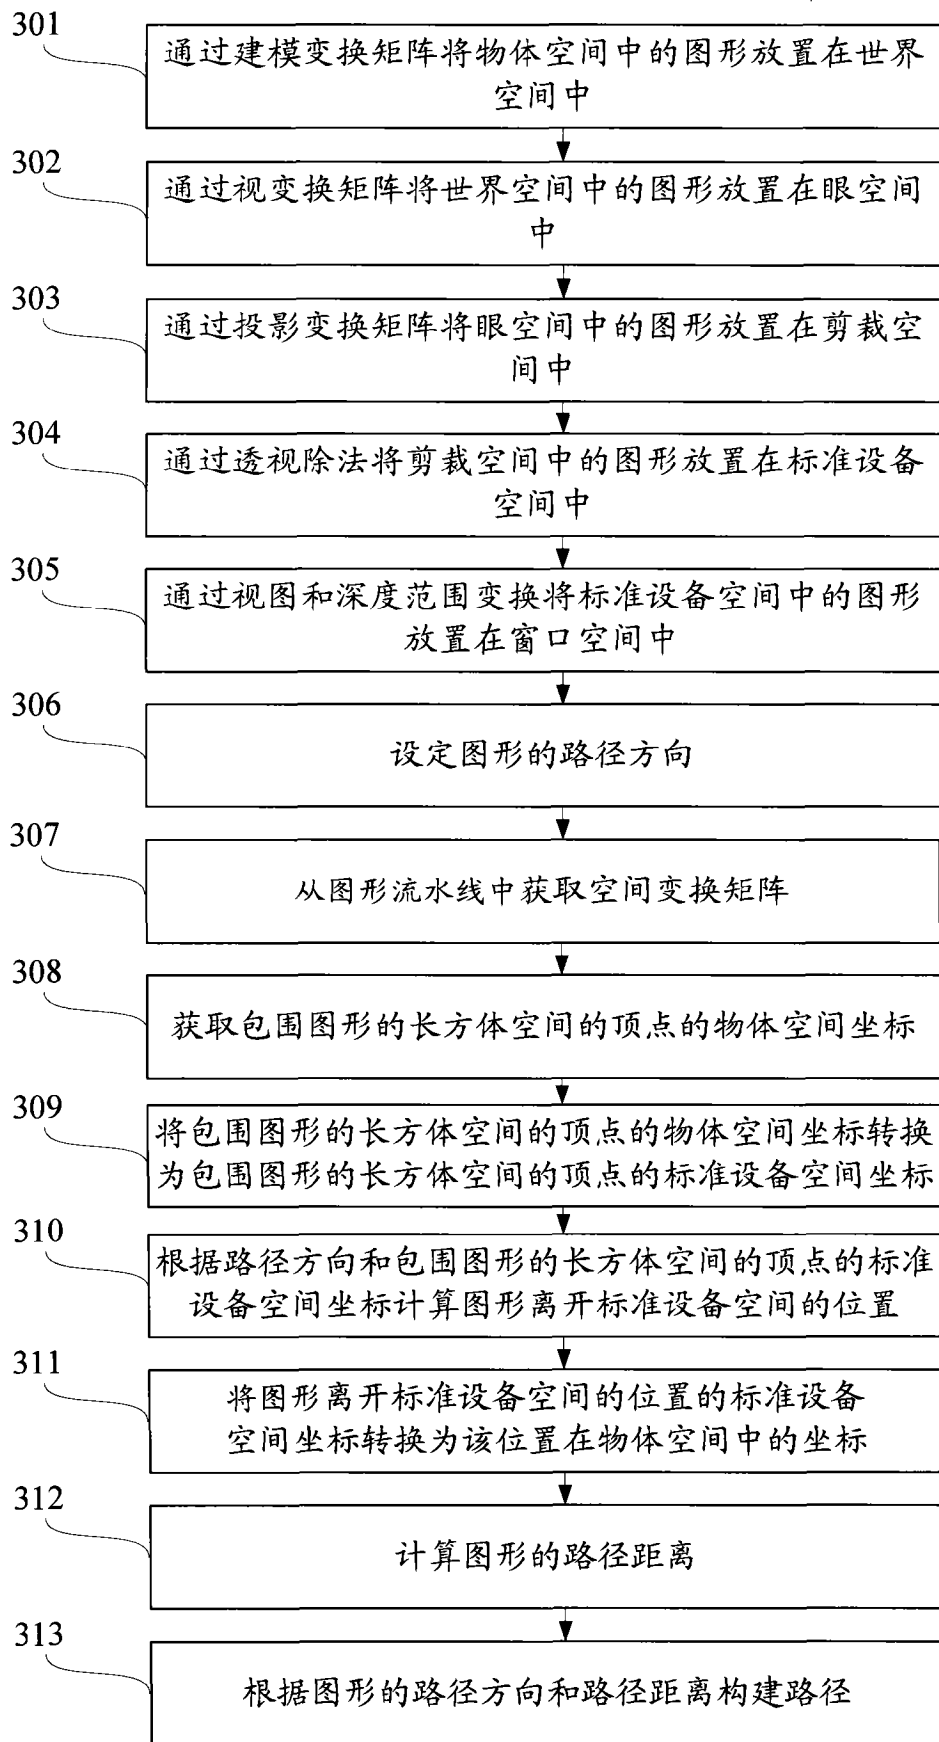 301
通过建模变换矩阵将物体空间中的图形放置在世界
空间中
302
通过视变换矩阵将世界空间中的图形放置在眼空间
中
303
通过投影变换矩阵将眼空间中的图形放置在剪裁空
间中
304
通过透视除法将剪裁空间中的图形放置在标准设备
空间中
305
通过视图和深度范围变换将标准设备空间中的图形
放置在窗口空间中
306
设定图形的路径方向
307
从图形流水线中获取空间变换矩阵
308
获取包围图形的长方体空间的顶点的物体空间坐标
309
将包围图形的长方体空间的顶点的物体空间坐标转换
为包围图形的长方体空间的顶点的标准设备空间坐标
310
根据路径方向和包围图形的长方体空间的顶点的标准
设备空间坐标计算图形离开标准设备空间的位置
311
将图形离开标准设备空间的位置的标准设备
空间坐标转换为该位置在物体空间中的坐标
312
计算图形的路径距离
313
根据图形的路径方向和路径距离构建路径